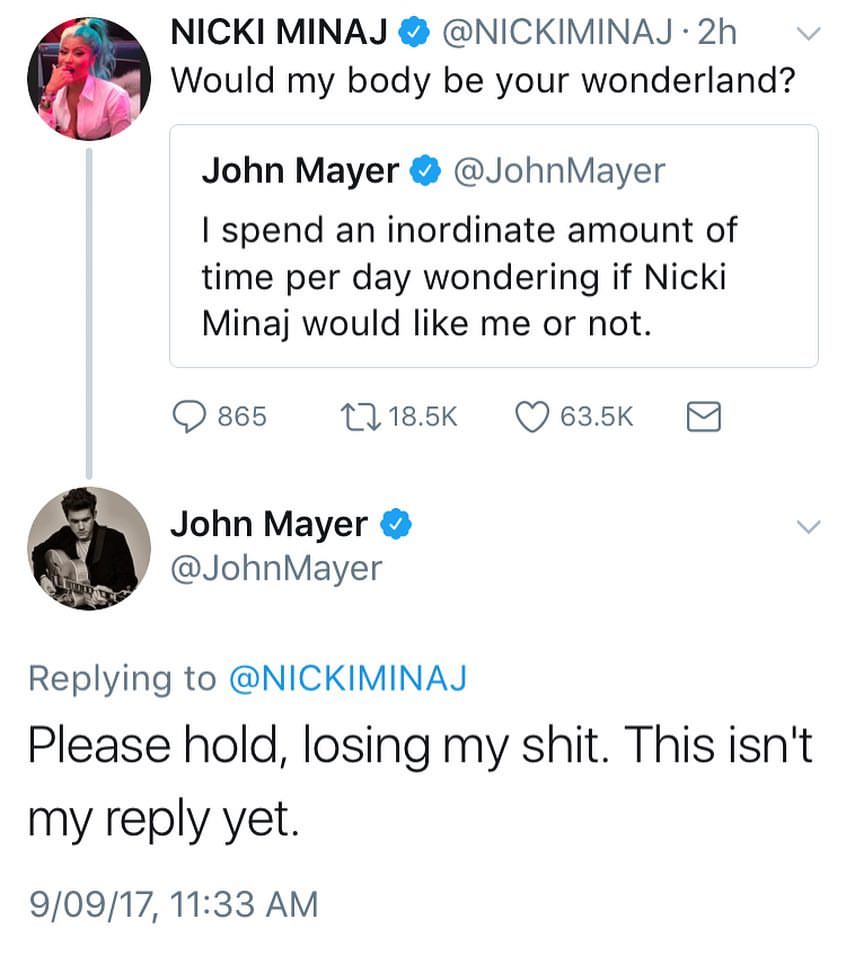 NICKI MINAJ @NICKIMINAJ · 2h
Would my body be your wonderland?
John Mayer @JohnMayer
I spend an inordinate amount of
time per day wondering if Nicki
Minaj would like me or not.
865 18.5K 63.5K
John Mayer
@JohnMayer
Replying to @NICKIMINAJ
Please hold, losing my shit. This isn't
my reply yet.
9/09/17, 11:33 AM